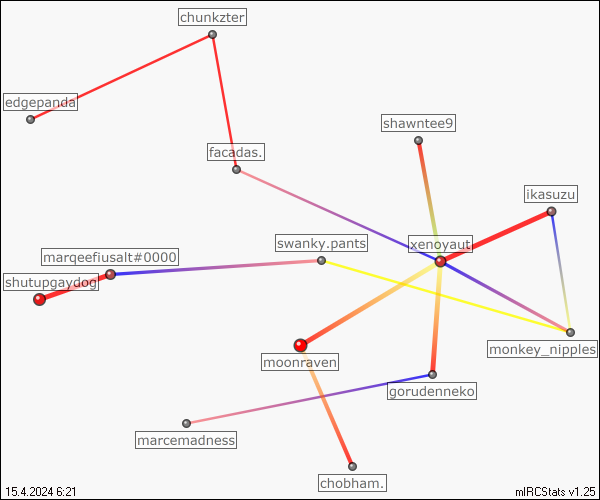 chunkzter
edgepanda
shawntee9
facadas.
ikasuzu
swanky.pants
xenoyaut
marqeefiusalt#0000
shutupgaydog
monkey_nipples
moonraven
gorudenneko
marcemadness
chobham.
15.4.2024 6:21
mIRCStats v1.25